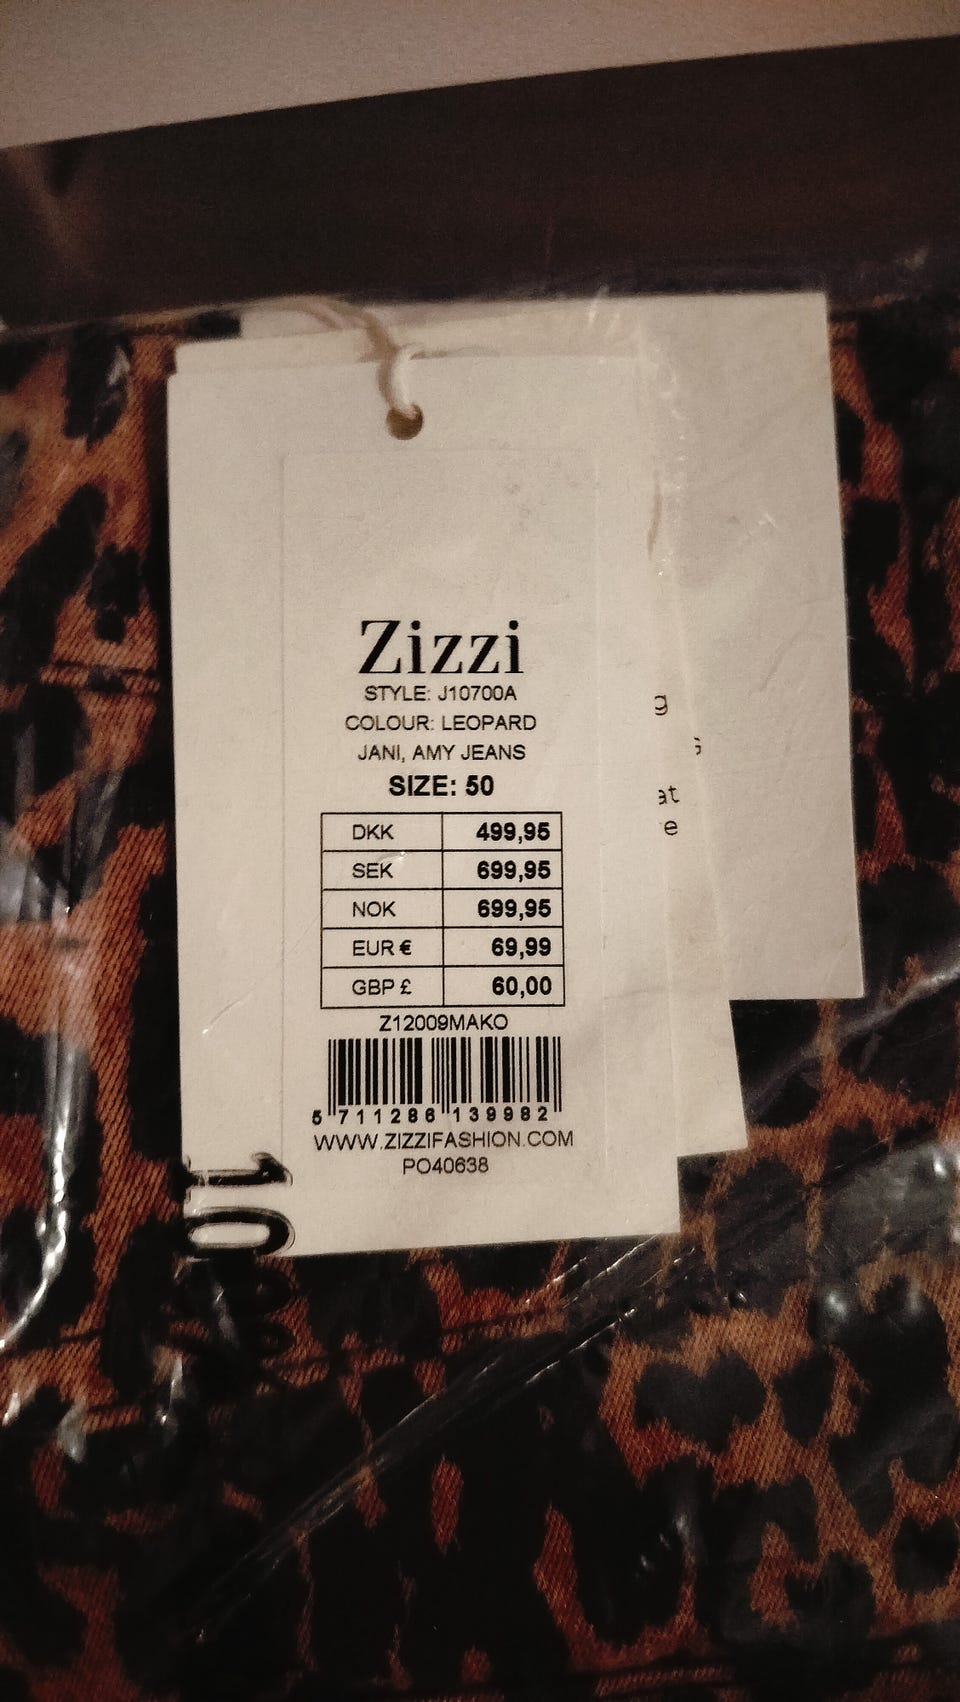 Zizzi
STYLE: J10700A
COLOUR: LEOPARD
JANI, AMY JEANS
SIZE: 50
DKK 499,95
SEK 699,95
NOK 699,95
EUR € 69,99
GBP £ 60,00
Z12009MAKO
5 711286 139982
WWW.ZIZZIFASHION.COM
PO40638
10